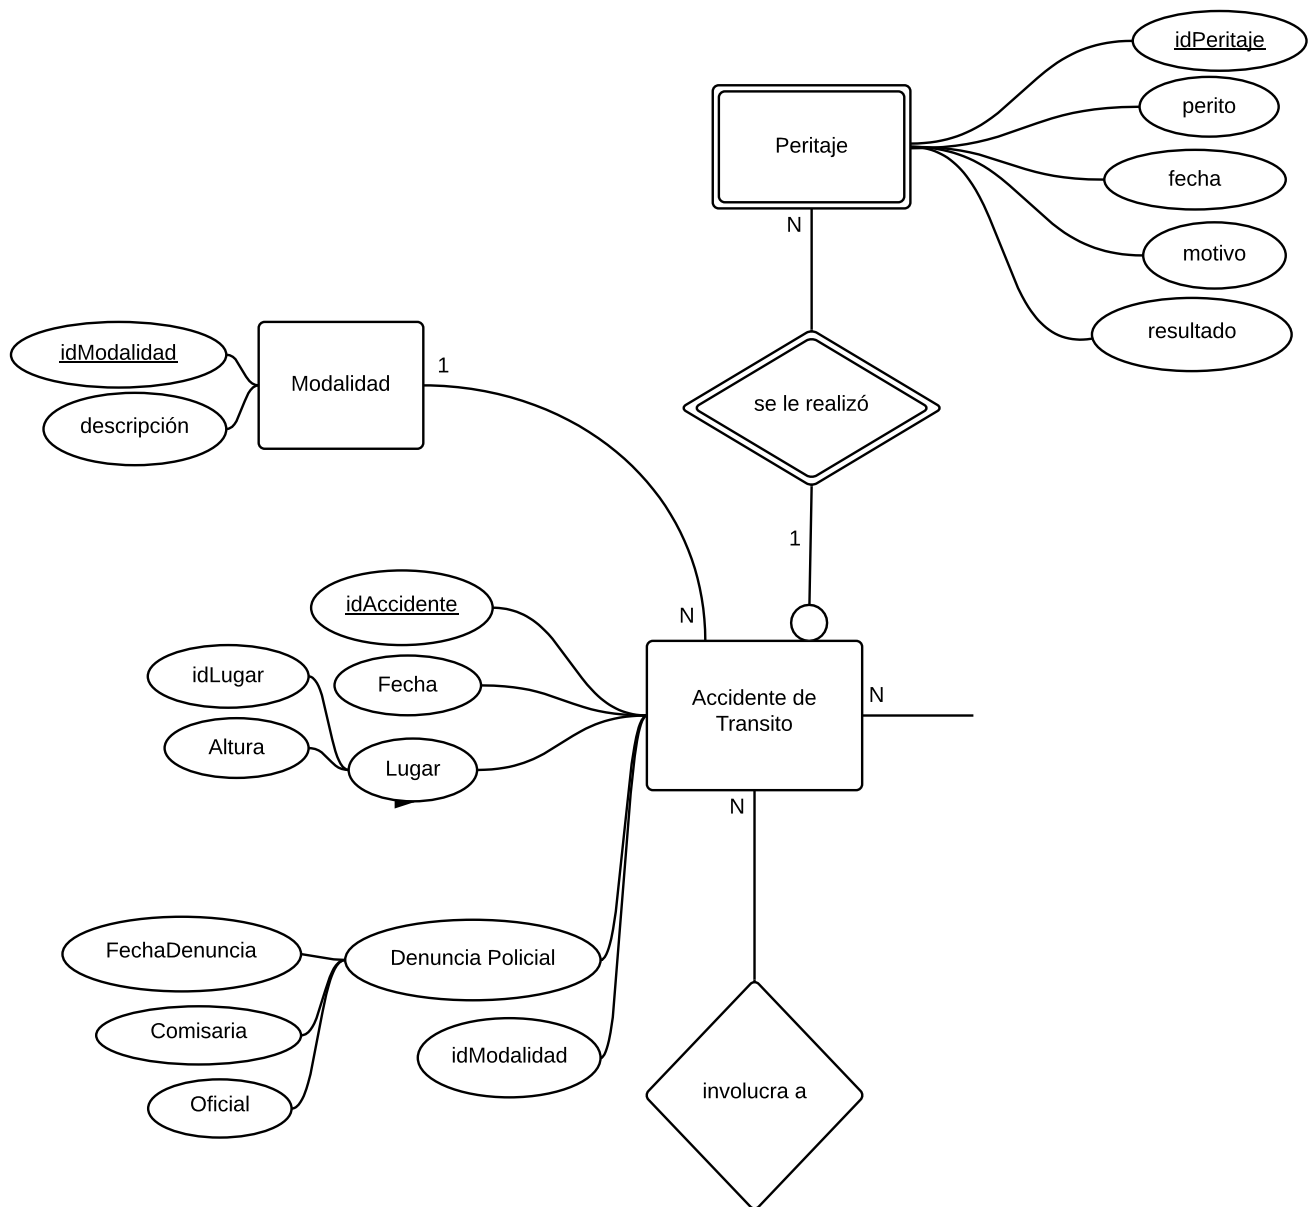 idPeritaje
perito
Peritaje
fecha
N
motivo
resultado
idModalidad
1
Modalidad
descripción
se le realizó
1
idAccidente
N
idLugar
Fecha
N
Accidente de
Transito
Altura
Lugar
N
FechaDenuncia
Denuncia Policial
Comisaria
idModalidad
involucra a
Oficial